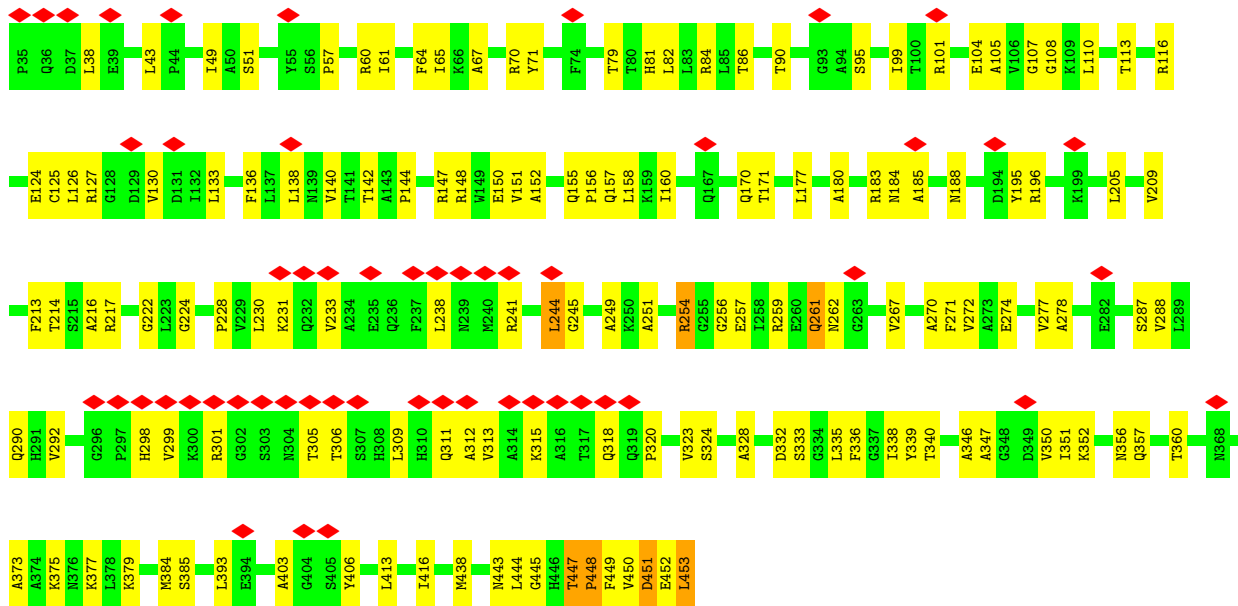 P35 Q36 D37 L38 E39 L43 P44 I49 A50 S51 Y55 S56 P57 R60 I61 F64 I65 K66 A67 R70 Y71 F74 T79 T80 H81 L82 L83 R84 L85 T86 T90 G93 A94 S95 I99 T100 R101 E104 A105 V106 G107 G108 K109 L110 T113 R116
E124 C125 L126 R127 G128 D129 V130 D131 I132 L133 F136 L137 L138 N139 V140 T141 T142 A143 P144 R147 R148 W149 E150 V151 A152 Q155 P156 Q157 L158 K159 I160 Q167 Q170 T171 L177 A180 R183 N184 A185 N188 D194 Y195 R196 K199 L205 V209
F213 T214 S215 A216 R217 G222 L223 G224 P228 V229 L230 K231 Q232 V233 A234 E235 Q236 F237 L238 N239 M240 R241 L244 G245 A249 K250 A251 R254 G255 G256 E257 I258 R259 E260 Q261 N262 G263 V267 A270 F271 V272 A273 E274 V277 A278 E282 S287 V288 L289
Q290 H291 V292 G296 P297 H298 V299 K300 R301 G302 S303 N304 T305 T306 S307 H308 L309 H310 Q311 A312 V313 A314 K315 A316 T317 Q318 Q319 P320 V323 S324 A328 D332 S333 G334 L335 F336 G337 I338 Y339 T340 A346 A347 G348 D349 V350 I351 K352 N356 Q357 T360 N368
A373 A374 K375 N376 K377 L378 K379 M384 S385 L393 E394 A403 G404 S405 Y406 L413 I416 M438 N443 L444 G445 H446 T447 P448 F449 V450 D451 E452 L453